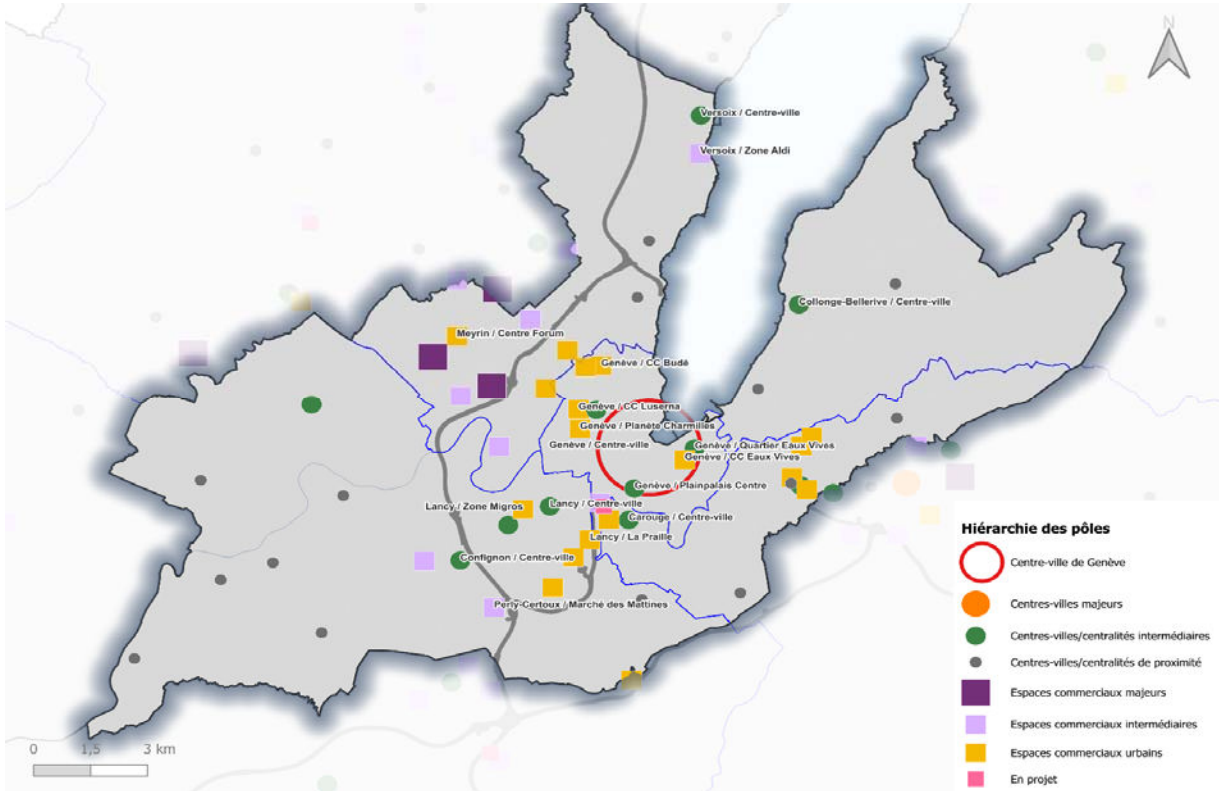 N
Versoix / Centre-ville
Versoix / Zone Aldi
Collonge-Bellerive / Centre-ville
Meyrin / Centre Forum
Genève / CC Budé
Genève / CC Luserna
Genève / Planète Charmilles
Genève / Centre-ville
Genève / Quartier Eaux Vives
Genève / CC Eaux Vives
Genève / Plainpalais Centre
Lancy / Zone Migros
Lancy / Centre-ville
Carouge / Centre-ville
Lancy / La Praille
Confignon / Centre-ville
Perly-Certoux / Marché des Mattines
Hiérarchie des pôles
Centre-ville de Genève
Centres-villes majeurs
Centres-villes/centralités intermédiaires
Centres-villes/centralités de proximité
Espaces commerciaux majeurs
Espaces commerciaux intermédiaires
Espaces commerciaux urbains
En projet
0 1,5 3 km